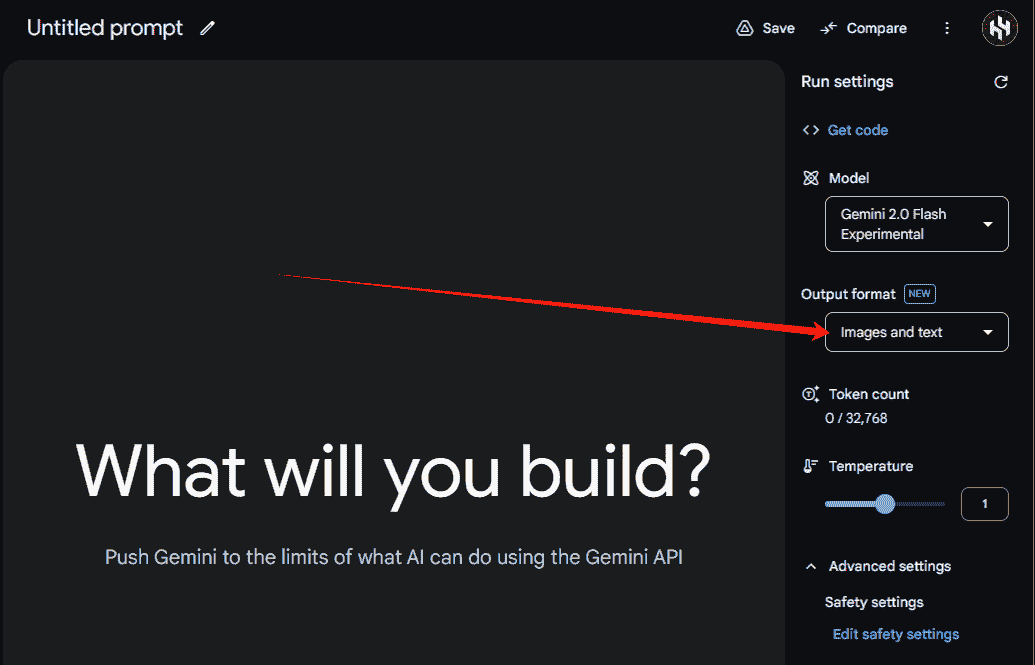 Untitled prompt
Save
Compare
Run settings
Get code
Model
Gemini 2.0 Flash
Experimental
Output format NEW
Images and text
Token count
0 / 32,768
Temperature
1
What will you build?
Push Gemini to the limits of what AI can do using the Gemini API
Advanced settings
Safety settings
Edit safety settings